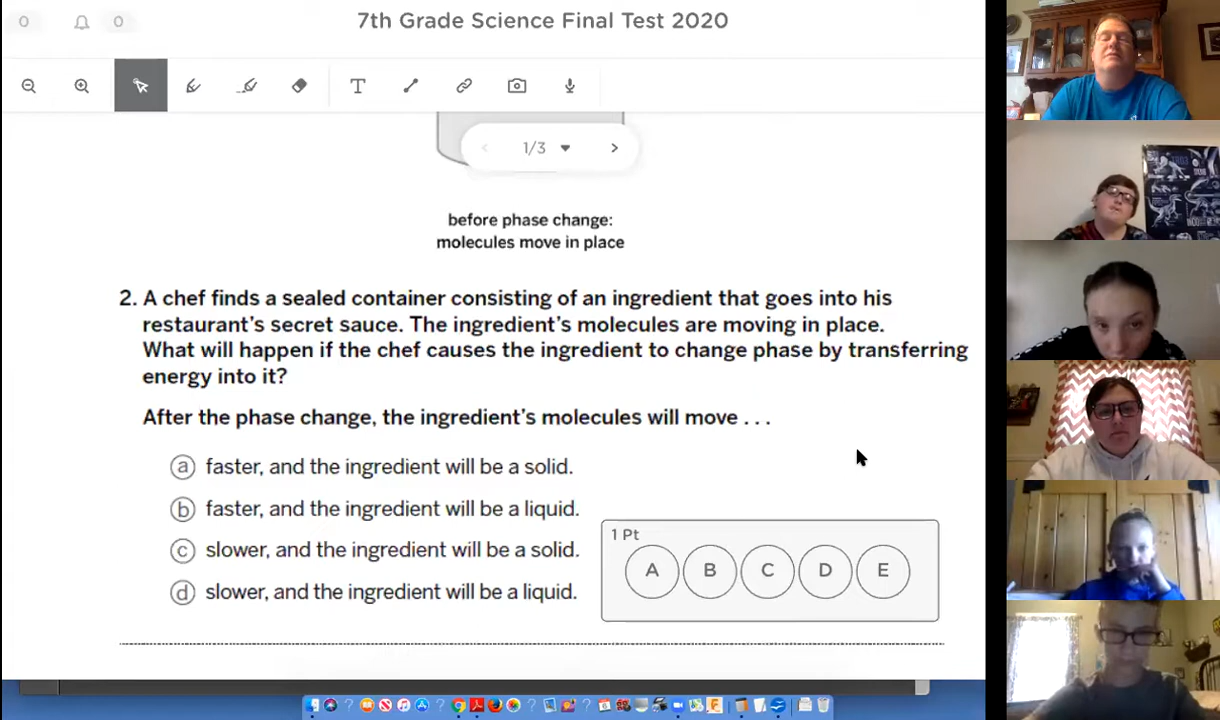 0
0
7th Grade Science Final Test 2020
T
1/3
before phase change:
molecules move in place
2. A chef finds a sealed container consisting of an ingredient that goes into his
restaurant's secret sauce. The ingredient's molecules are moving in place.
What will happen if the chef causes the ingredient to change phase by transferring
energy into it?
After the phase change, the ingredient's molecules will move . . .
a faster, and the ingredient will be a solid.
b faster, and the ingredient will be a liquid.
c slower, and the ingredient will be a solid.
d slower, and the ingredient will be a liquid.
1 Pt
A B C D E